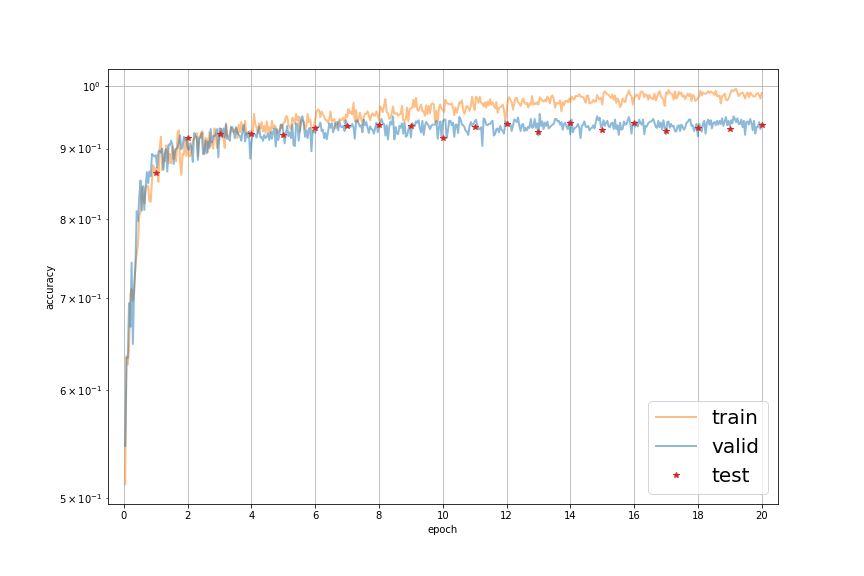 accuracy
10⁰
9 × 10⁻¹
8 × 10⁻¹
7 × 10⁻¹
6 × 10⁻¹
5 × 10⁻¹
train
valid
test
0 2 4 6 8 10 12 14 16 18 20
epoch